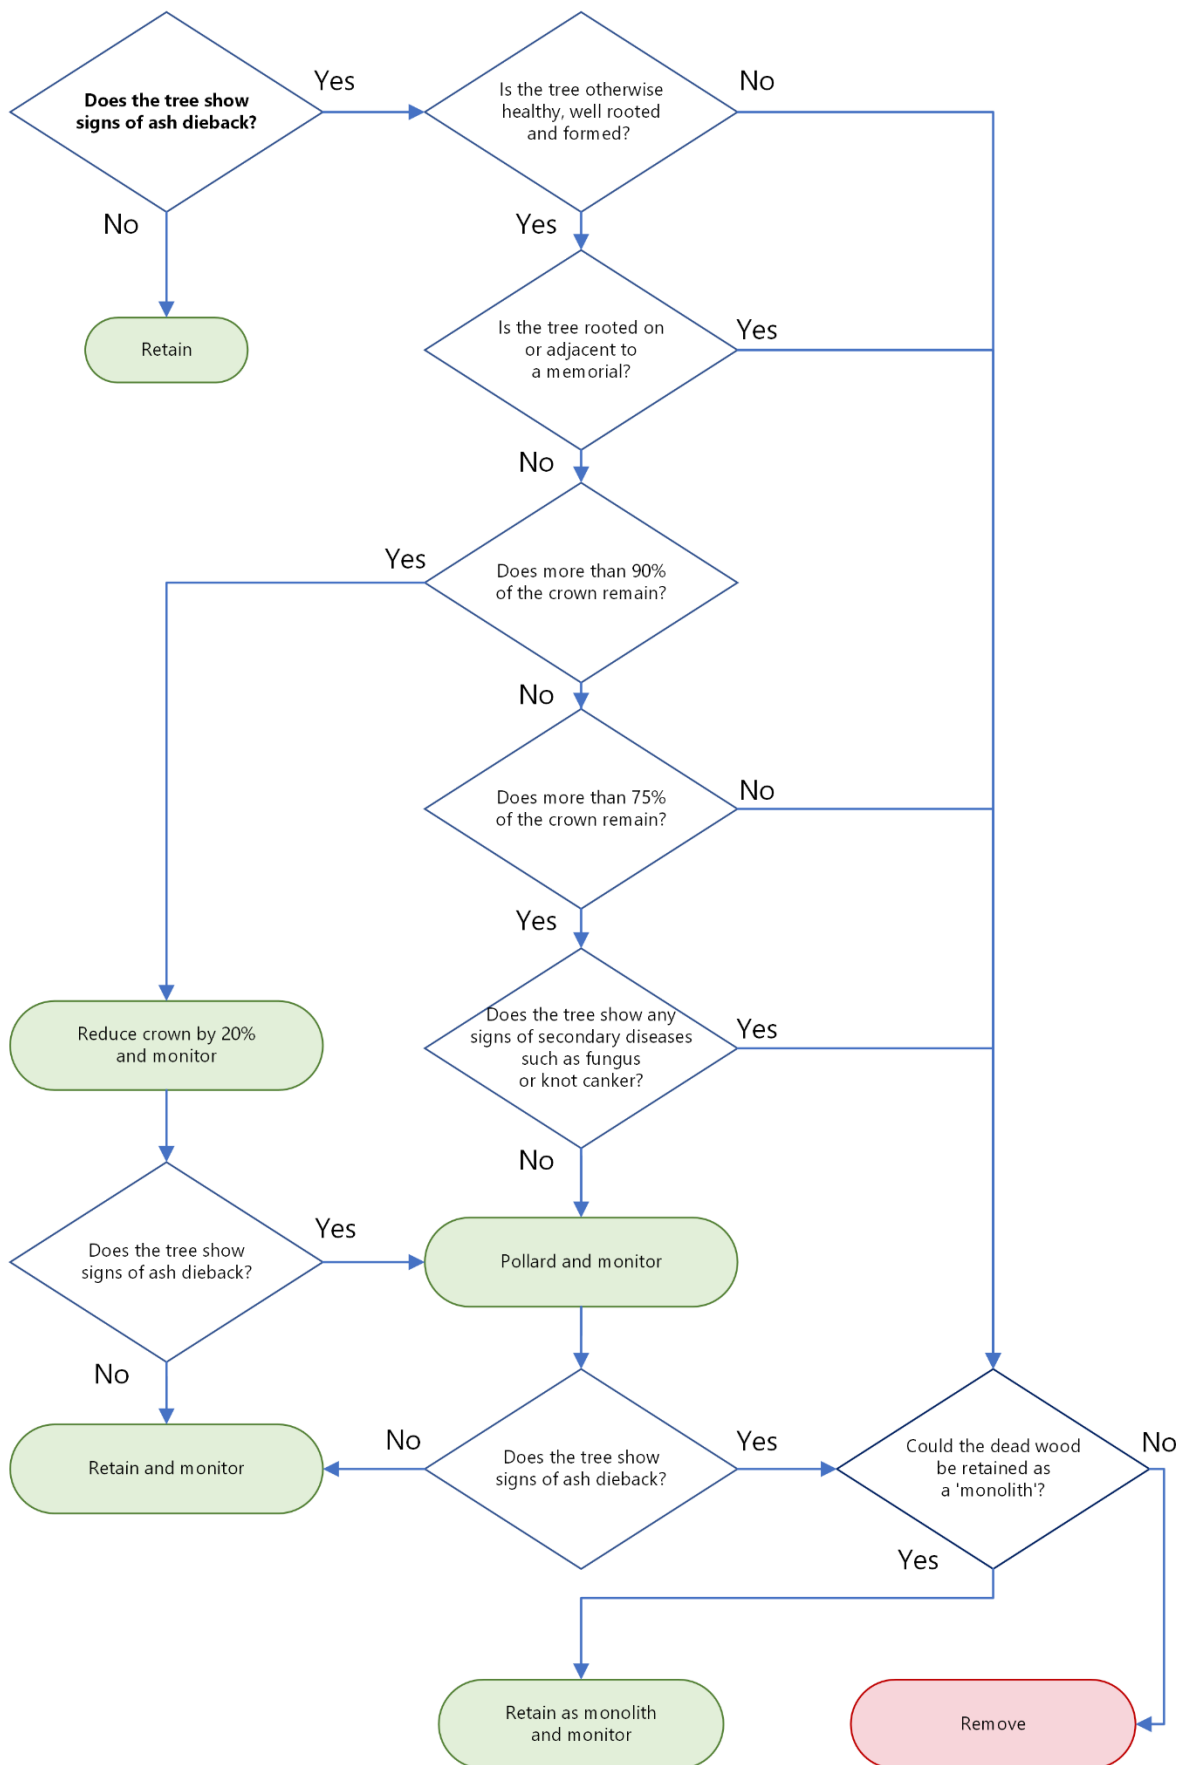 Does the tree show
signs of ash dieback?
Yes
No
Retain
Is the tree otherwise
healthy, well rooted
and formed?
No
Yes
Is the tree rooted on
or adjacent to
a memorial?
Yes
No
Does more than 90%
of the crown remain?
Yes
No
Does more than 75%
of the crown remain?
No
Yes
Does the tree show any
signs of secondary diseases
such as fungus
or knot canker?
Yes
No
Reduce crown by 20%
and monitor
Does the tree show
signs of ash dieback?
Yes
No
Pollard and monitor
Retain and monitor
Does the tree show
signs of ash dieback?
No
Yes
Could the dead wood
be retained as
a 'monolith'?
No
Yes
Retain as monolith
and monitor
Remove